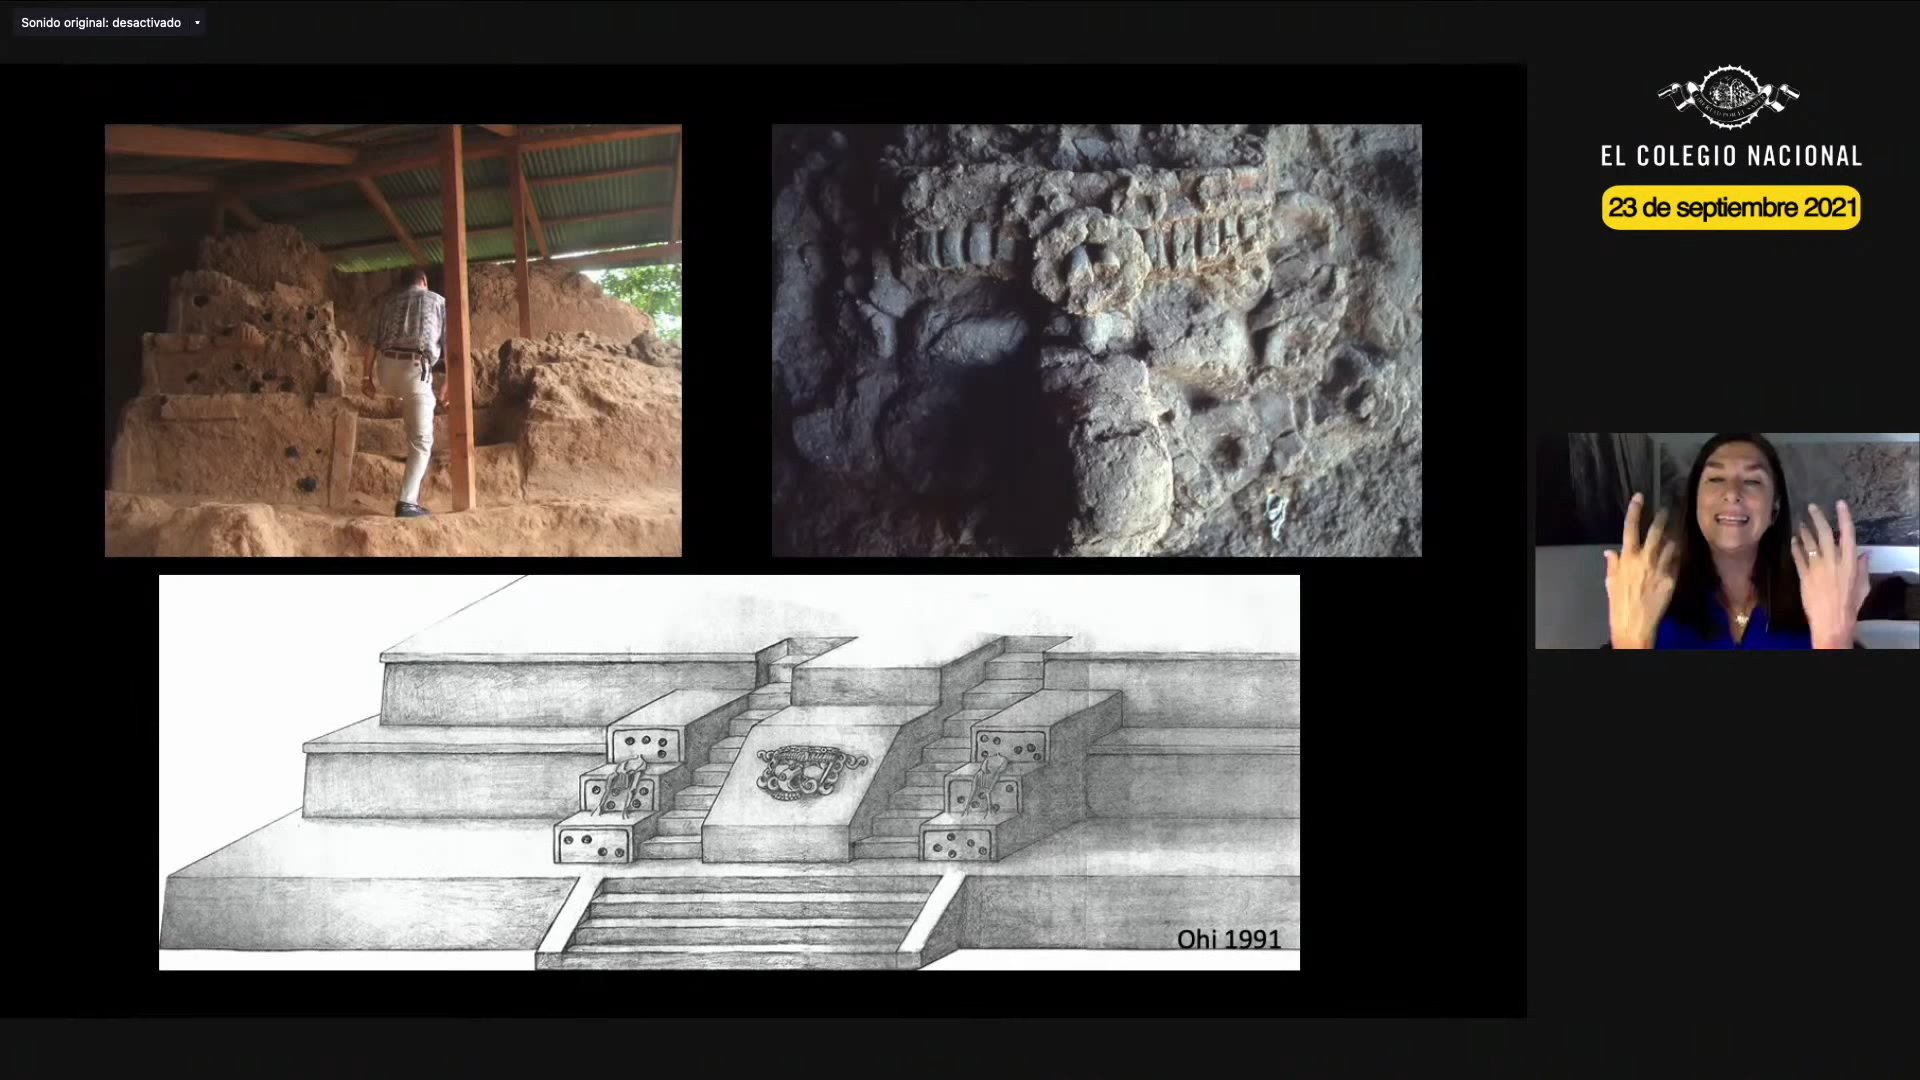 Sonido original: desactivado
EL COLEGIO NACIONAL
23 de septiembre 2021
Ohi 1991